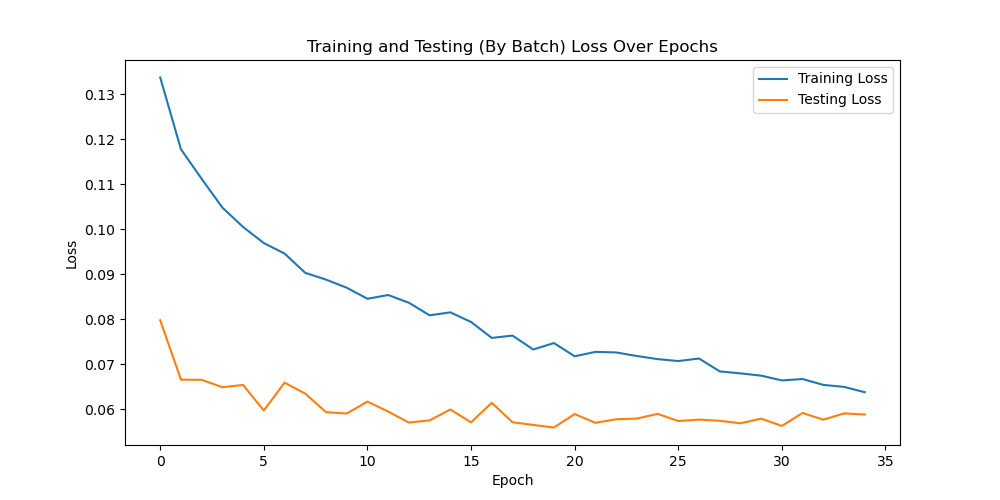 Training and Testing (By Batch) Loss Over Epochs
Training Loss
Testing Loss
0.13
0.12
0.11
0.10
0.09
0.08
0.07
0.06
Loss
0 5 10 15 20 25 30 35
Epoch